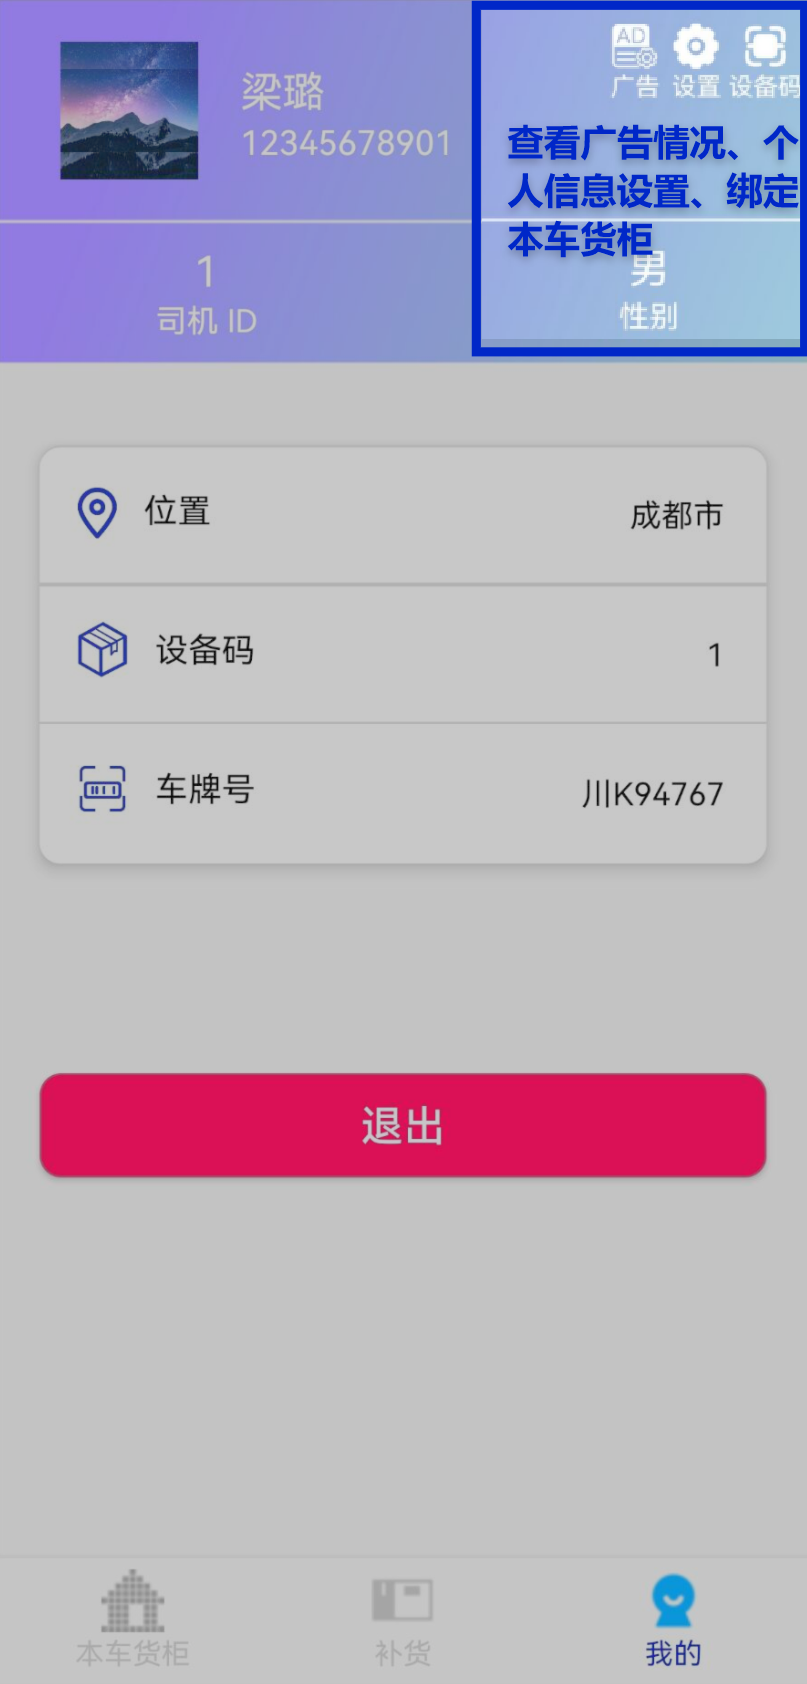 AD
广告 设置 设备码
梁璐
12345678901
查看广告情况、个
人信息设置、绑定
本车货柜
1
司机 ID
男
性别
位置 成都市
设备码 1
车牌号 川K94767
退出
本车货柜 补货 我的